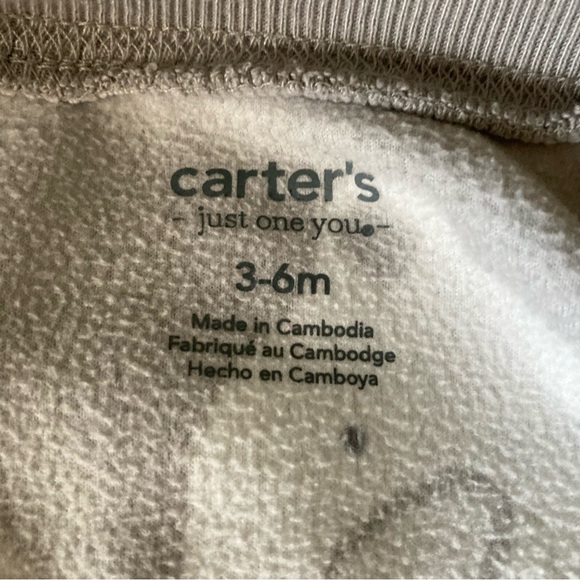 carter's
- just one you®-
3-6m
Made in Cambodia
Fabriqué au Cambodge
Hecho en Camboya